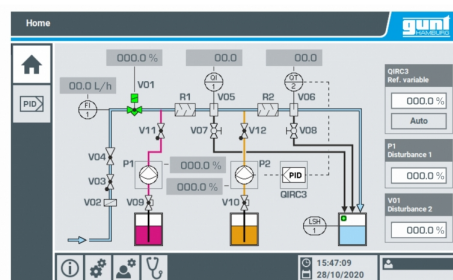 Home
gunt
HAMBURG
000.0 %
00.0
00.0
00.0 L/h
V01
QI
1
V05
QT
2
V06
FI
1
R1
R2
V11
V07
V12
V08
V04
P1
000.0 %
P2
PID
V03
000.0 %
QIRC3
V02
V09
V10
LSH
1
PID
QIRC3
Ref. variable
000.0 %
Auto
P1
Disturbance 1
000.0 %
V01
Disturbance 2
000.0 %
15:47:09
28/10/2020